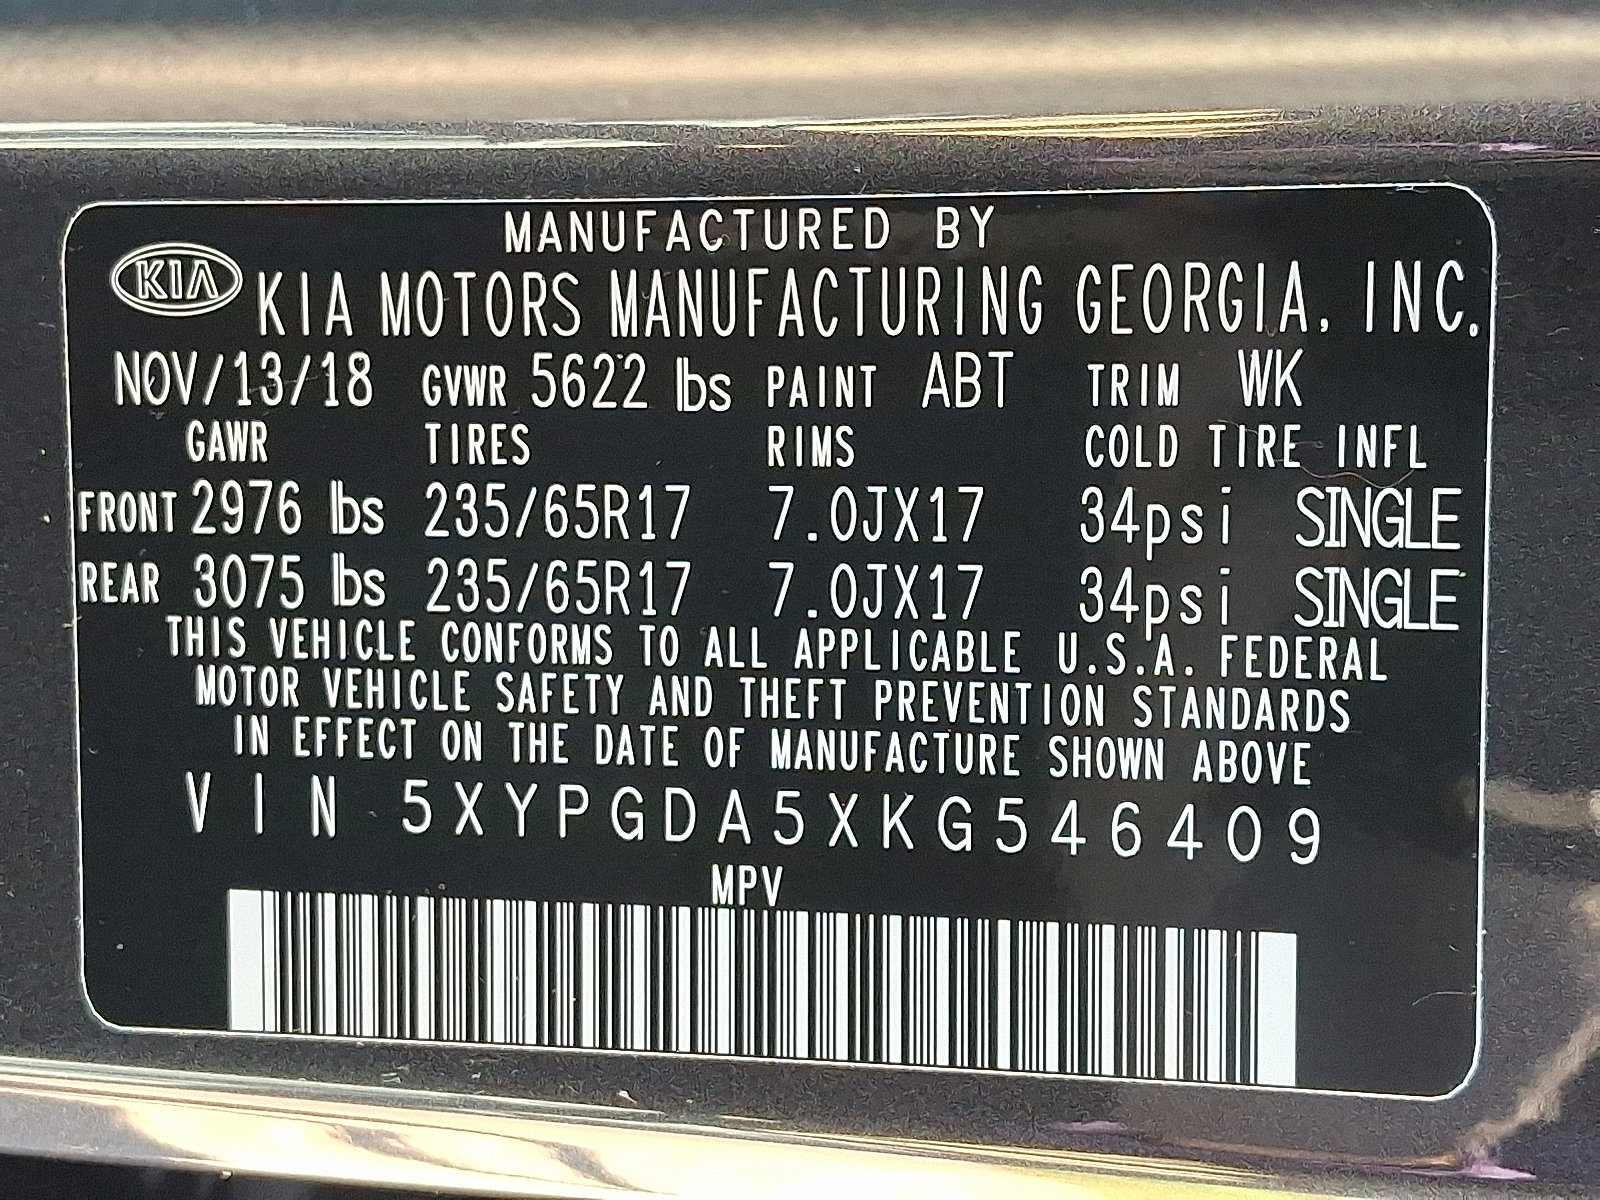 MANUFACTURED BY
KIA KIA MOTORS MANUFACTURING GEORGIA, INC.
NOV/13/18 GVWR 5622 lbs PAINT ABT TRIM WK
GAWR TIRES RIMS COLD TIRE INFL
FRONT 2976 lbs 235/65R17 7.0JX17 34psi SINGLE
REAR 3075 lbs 235/65R17 7.0JX17 34psi SINGLE
THIS VEHICLE CONFORMS TO ALL APPLICABLE U.S.A. FEDERAL
MOTOR VEHICLE SAFETY AND THEFT PREVENTION STANDARDS
IN EFFECT ON THE DATE OF MANUFACTURE SHOWN ABOVE
VIN 5XYPGDA5XKG546409
MPV